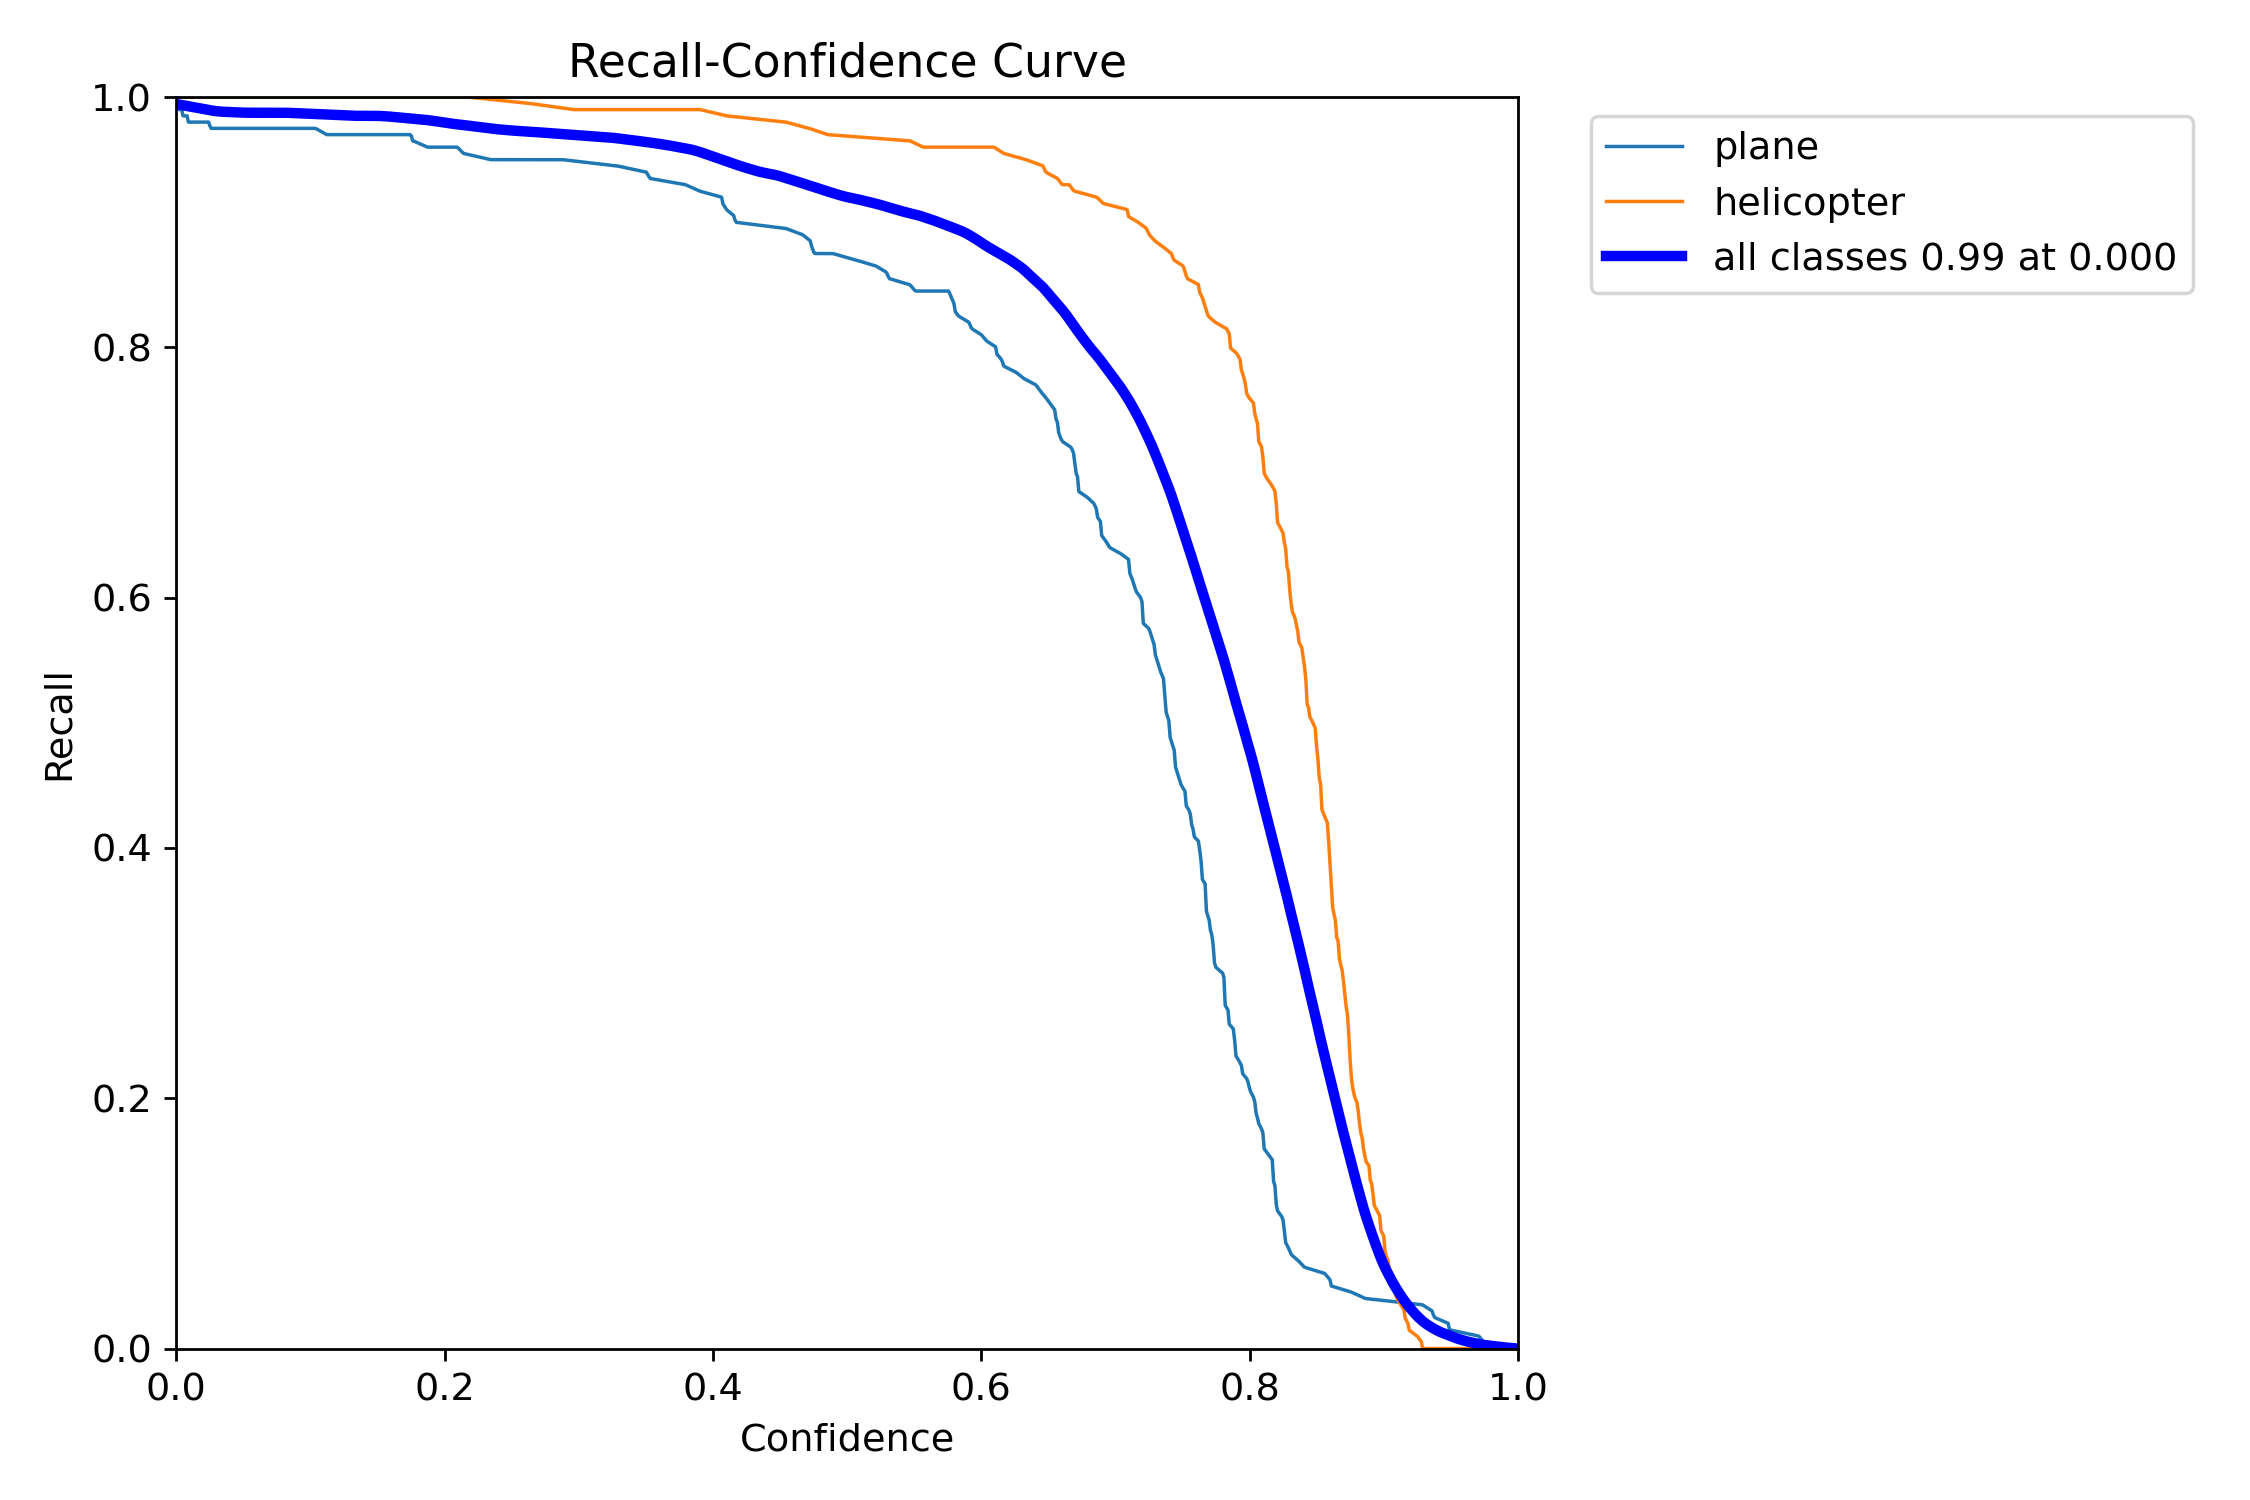 Recall-Confidence Curve
1.0
0.8
0.6
0.4
0.2
0.0
Recall
0.0 0.2 0.4 0.6 0.8 1.0
Confidence
plane
helicopter
all classes 0.99 at 0.000